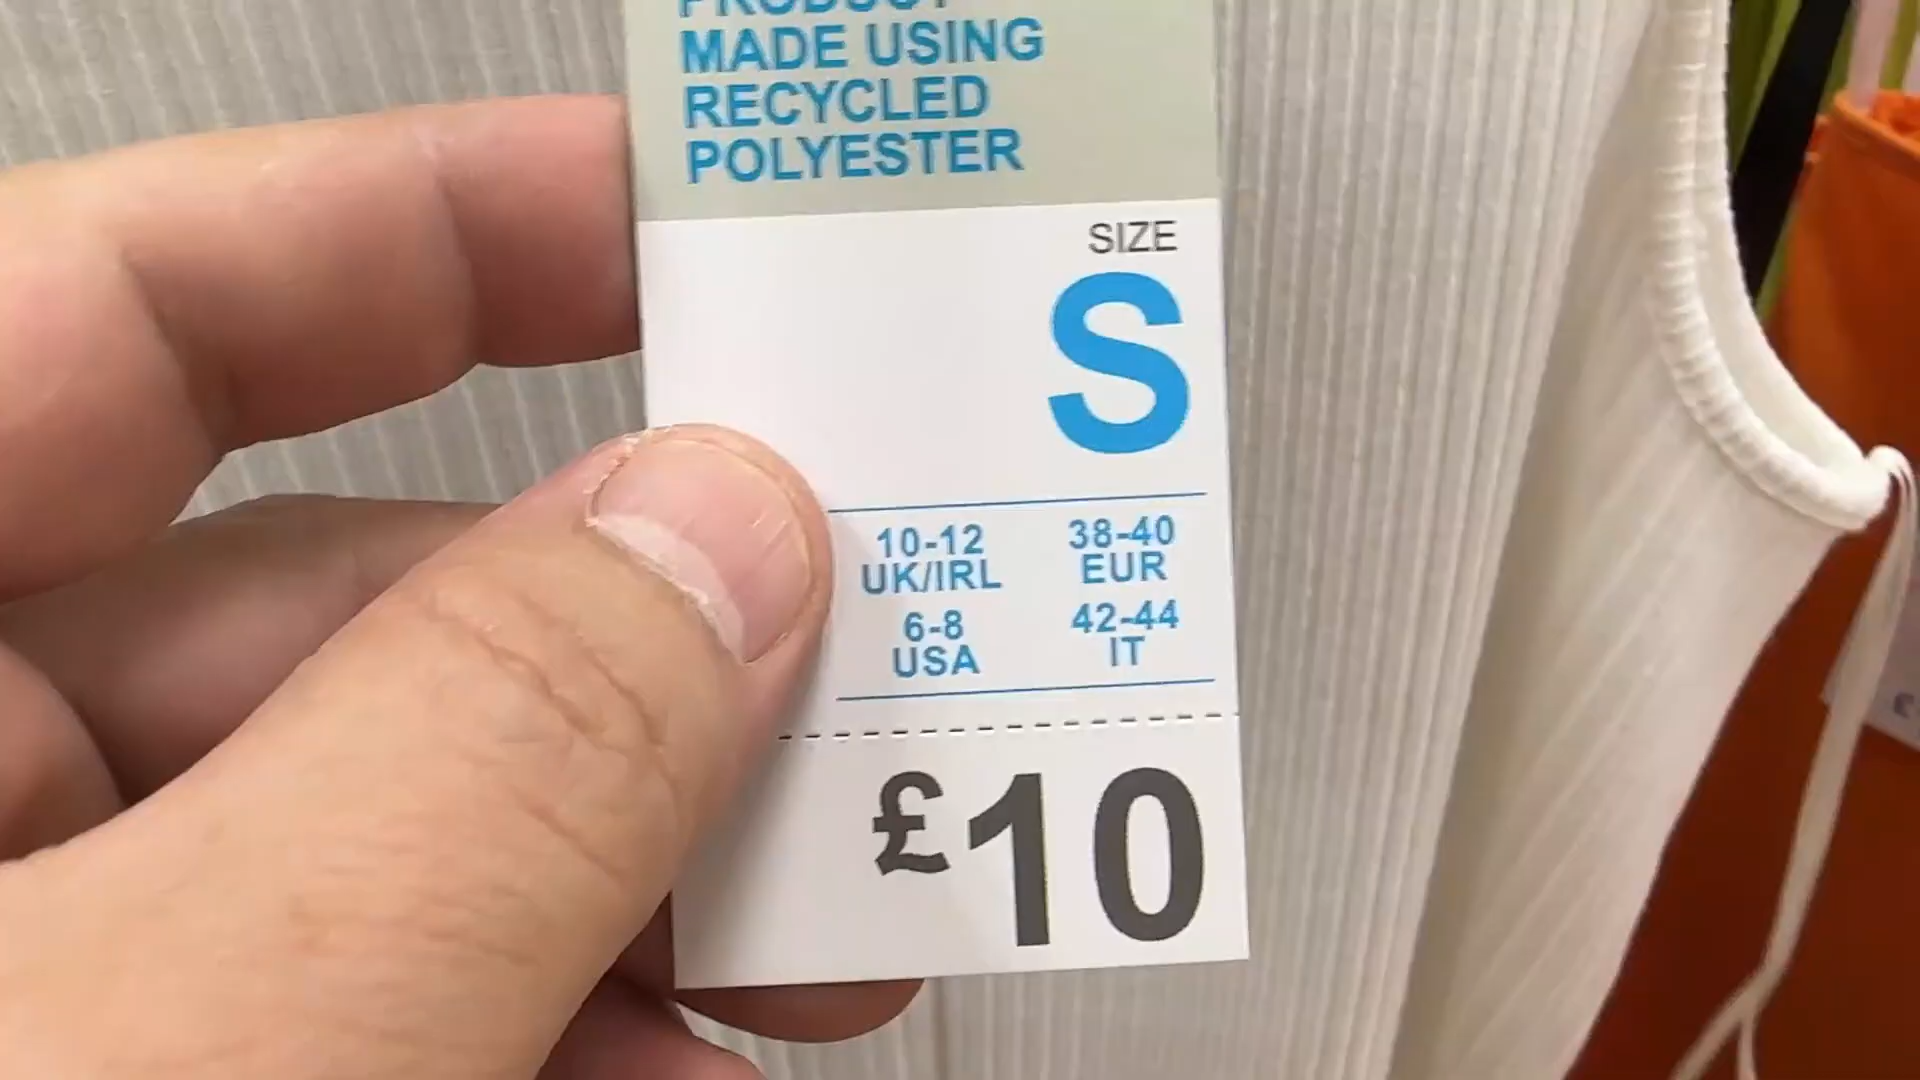 PRODUCT
MADE USING
RECYCLED
POLYESTER
SIZE
S
10-12
UK/IRL
38-40
EUR
6-8
USA
42-44
IT
£10